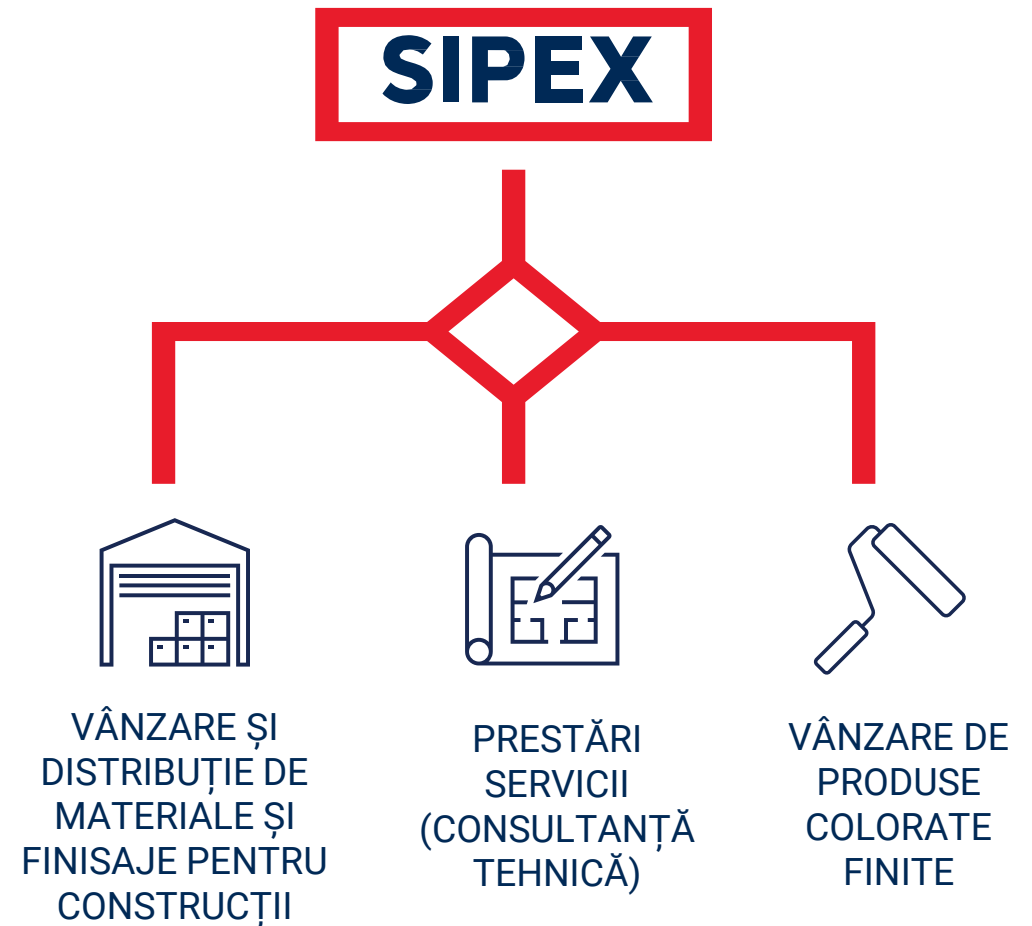 SIPEX
VÂNZARE ȘI
DISTRIBUȚIE DE
MATERIALE ȘI
FINISAJE PENTRU
CONSTRUCȚII
PRESTĂRI
SERVICII
(CONSULTANȚĂ
TEHNICĂ)
VÂNZARE DE
PRODUSE
COLORATE
FINITE